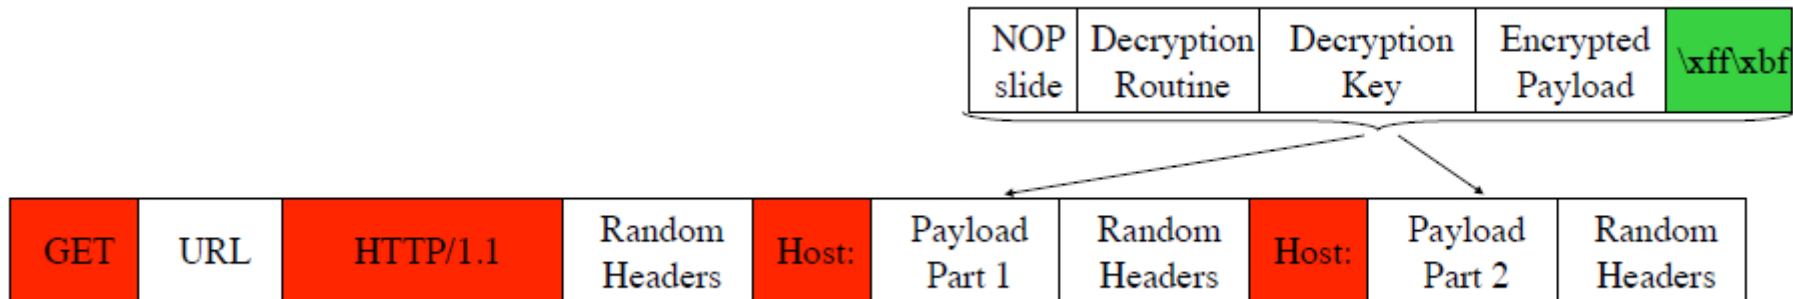 NOP slide
Decryption Routine
Decryption Key
Encrypted Payload
\xff\xbf
GET
URL
HTTP/1.1
Random Headers
Host:
Payload Part 1
Random Headers
Host:
Payload Part 2
Random Headers